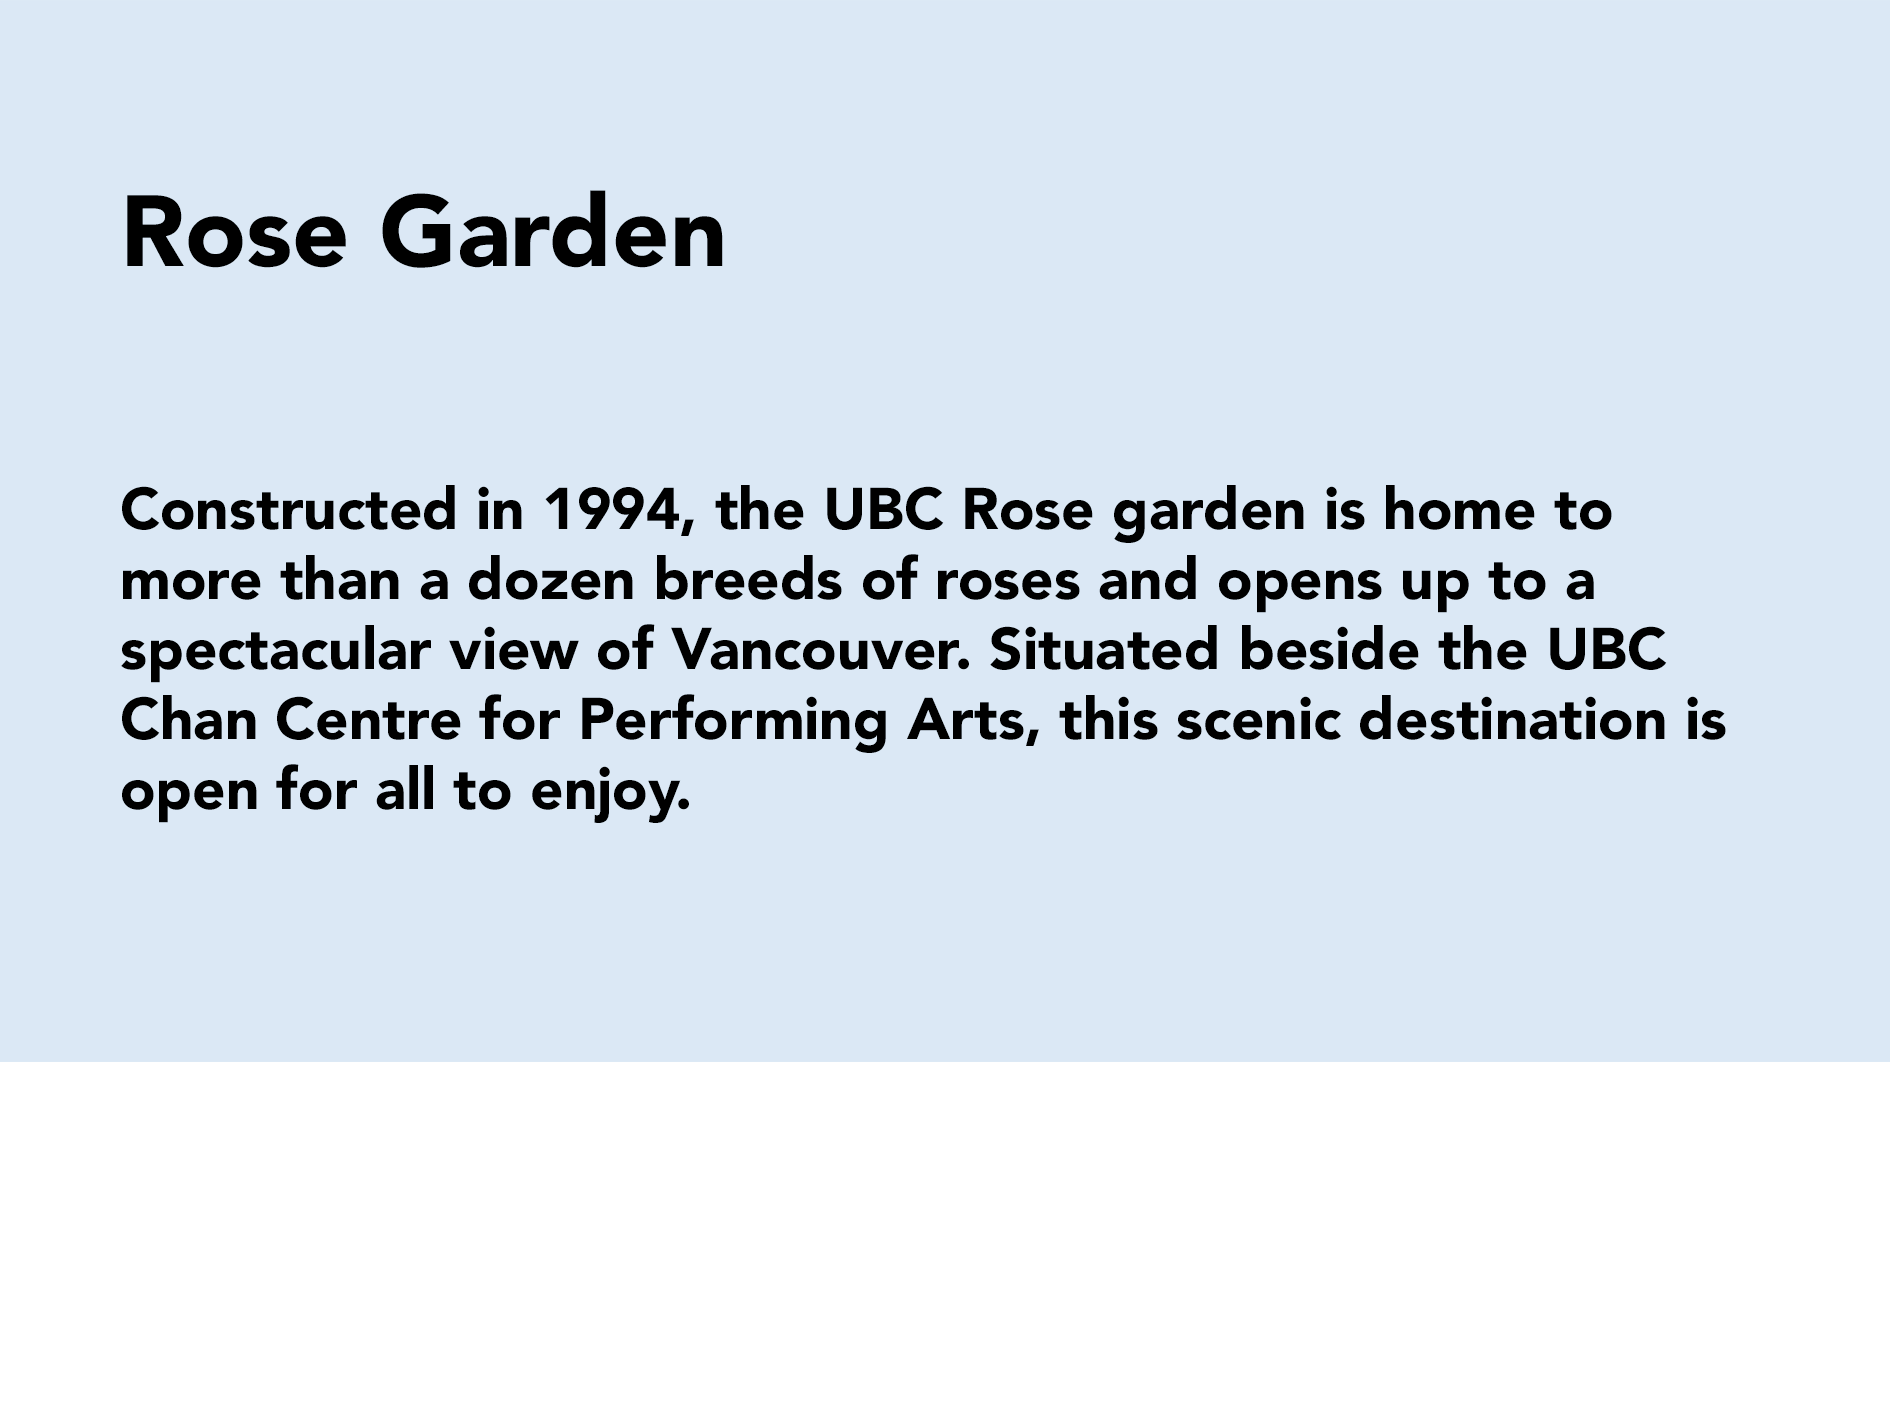 Rose Garden
Constructed in 1994, the UBC Rose garden is home to
more than a dozen breeds of roses and opens up to a
spectacular view of Vancouver. Situated beside the UBC
Chan Centre for Performing Arts, this scenic destination is
open for all to enjoy.